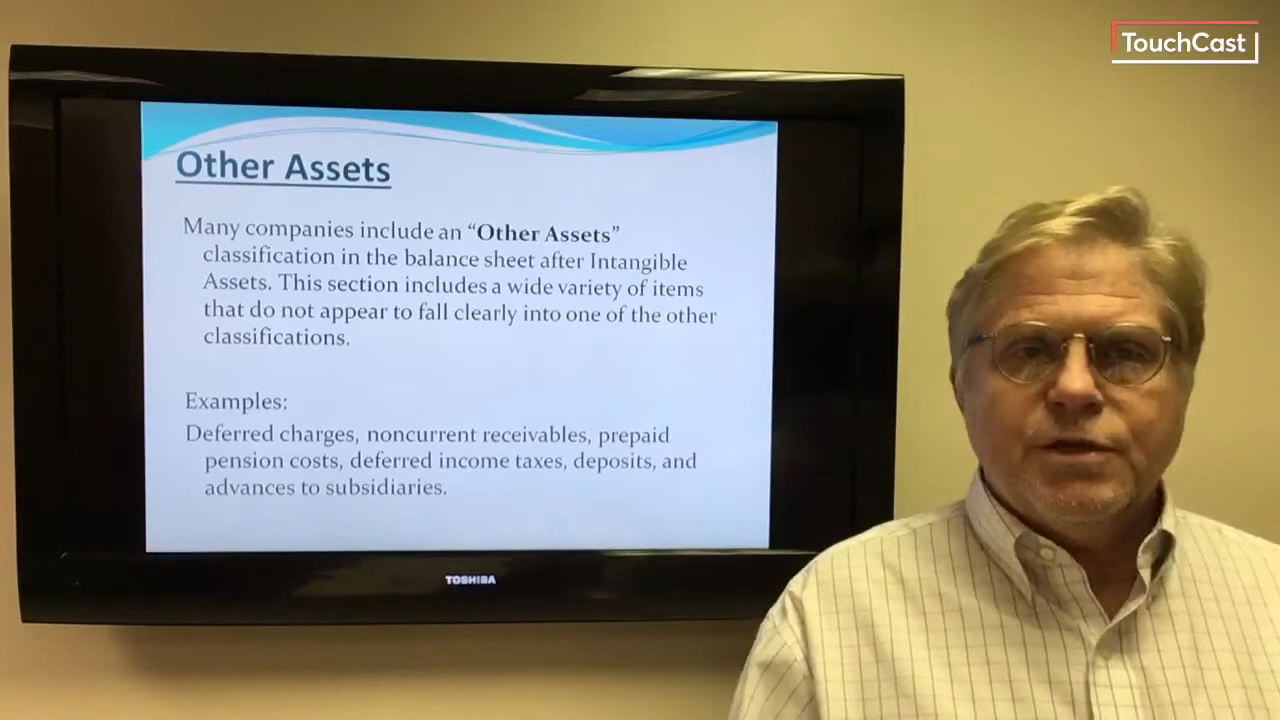 TouchCast
Other Assets
Many companies include an “Other Assets”
classification in the balance sheet after Intangible
Assets. This section includes a wide variety of items
that do not appear to fall clearly into one of the other
classifications.
Examples:
Deferred charges, noncurrent receivables, prepaid
pension costs, deferred income taxes, deposits, and
advances to subsidiaries.
TOSHIBA